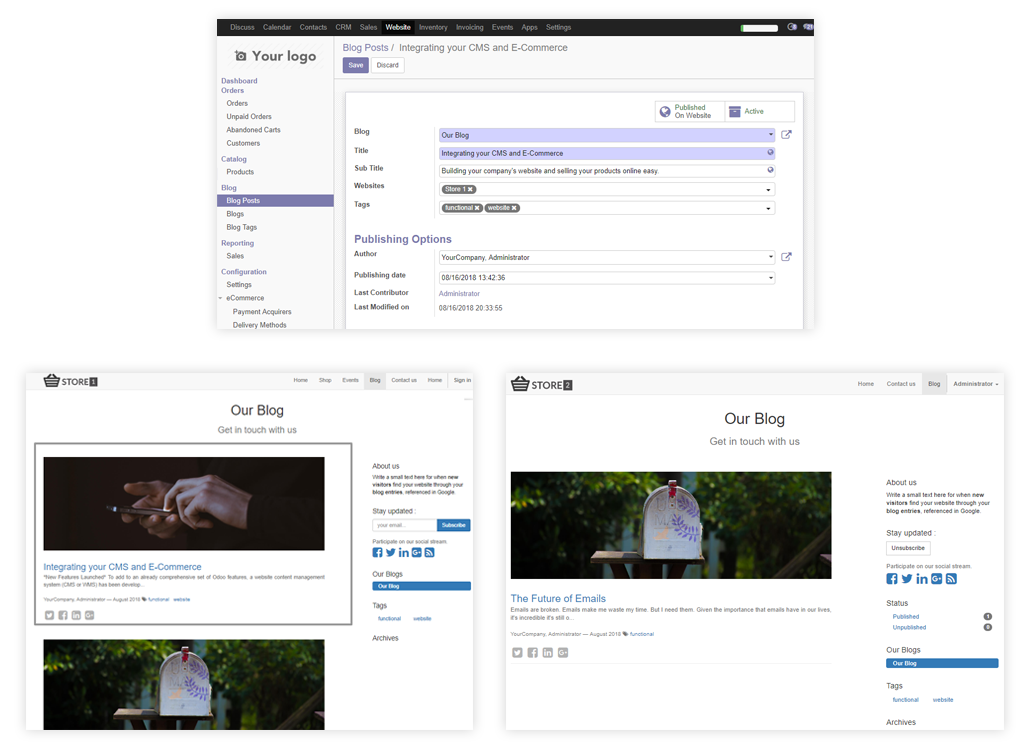 Discuss Calendar Contacts CRM Sales Website Inventory Invoicing Events Apps Settings
Your logo
Dashboard
Orders
Orders
Unpaid Orders
Abandoned Carts
Customers
Catalog
Products
Blog
Blog Posts
Blogs
Blog Tags
Reporting
Sales
Configuration
Settings
eCommerce
Payment Acquirers
Delivery Methods
Blog Posts / Integrating your CMS and E-Commerce
Save Discard
Published
On Website
Active
Blog Our Blog
Title Integrating your CMS and E-Commerce
Sub Title Building your company's website and selling your products online easy.
Websites Store 1 ✖
Tags functional ✖ website ✖
Publishing Options
Author YourCompany, Administrator
Publishing date 08/16/2018 13:42:36
Last Contributor Administrator
Last Modified on 08/16/2018 20:33:55
STORE 1
Home Shop Events Blog Contact us Home Sign in
Our Blog
Get in touch with us
Integrating your CMS and E-Commerce
"New Features Launched" To add to an already comprehensive set of Odoo features, a website content management
system (CMS or WMS) has been develop...
YourCompany, Administrator — August 2018 functional website
About us
Write a small text here for when new
visitors find your website through your
blog entries, referenced in Google.
Stay updated :
your email... Subscribe
Participate on our social stream.
Our Blogs
Our Blog
Tags
functional website
Archives
STORE 2
Home Contact us Blog Administrator
Our Blog
Get in touch with us
The Future of Emails
Emails are broken. Emails make me waste my time. But I need them. Given the importance that emails have in our lives,
it's incredible it's still o...
YourCompany, Administrator — August 2018 functional
About us
Write a small text here for when new
visitors find your website through your
blog entries, referenced in Google.
Stay updated :
Unsubscribe
Participate on our social stream.
Status
Published 1
Unpublished 0
Our Blogs
Our Blog
Tags
functional website
Archives